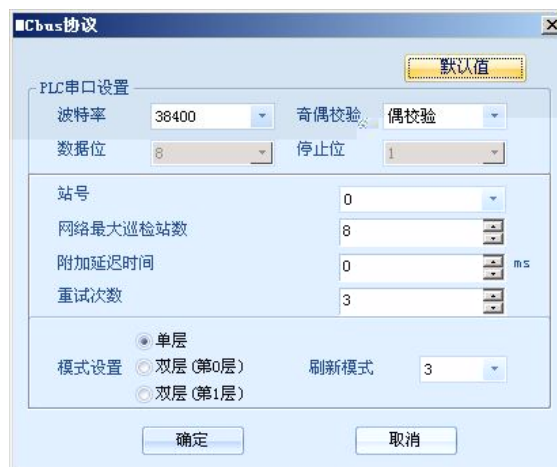 Cbus协议
默认值
PLC串口设置
波特率 38400 奇偶校验 偶校验
数据位 8 停止位 1
站号 0
网络最大巡检站数 8
附加延迟时间 0 ms
重试次数 3
单层
模式设置 双层(第0层) 刷新模式 3
双层(第1层)
确定 取消